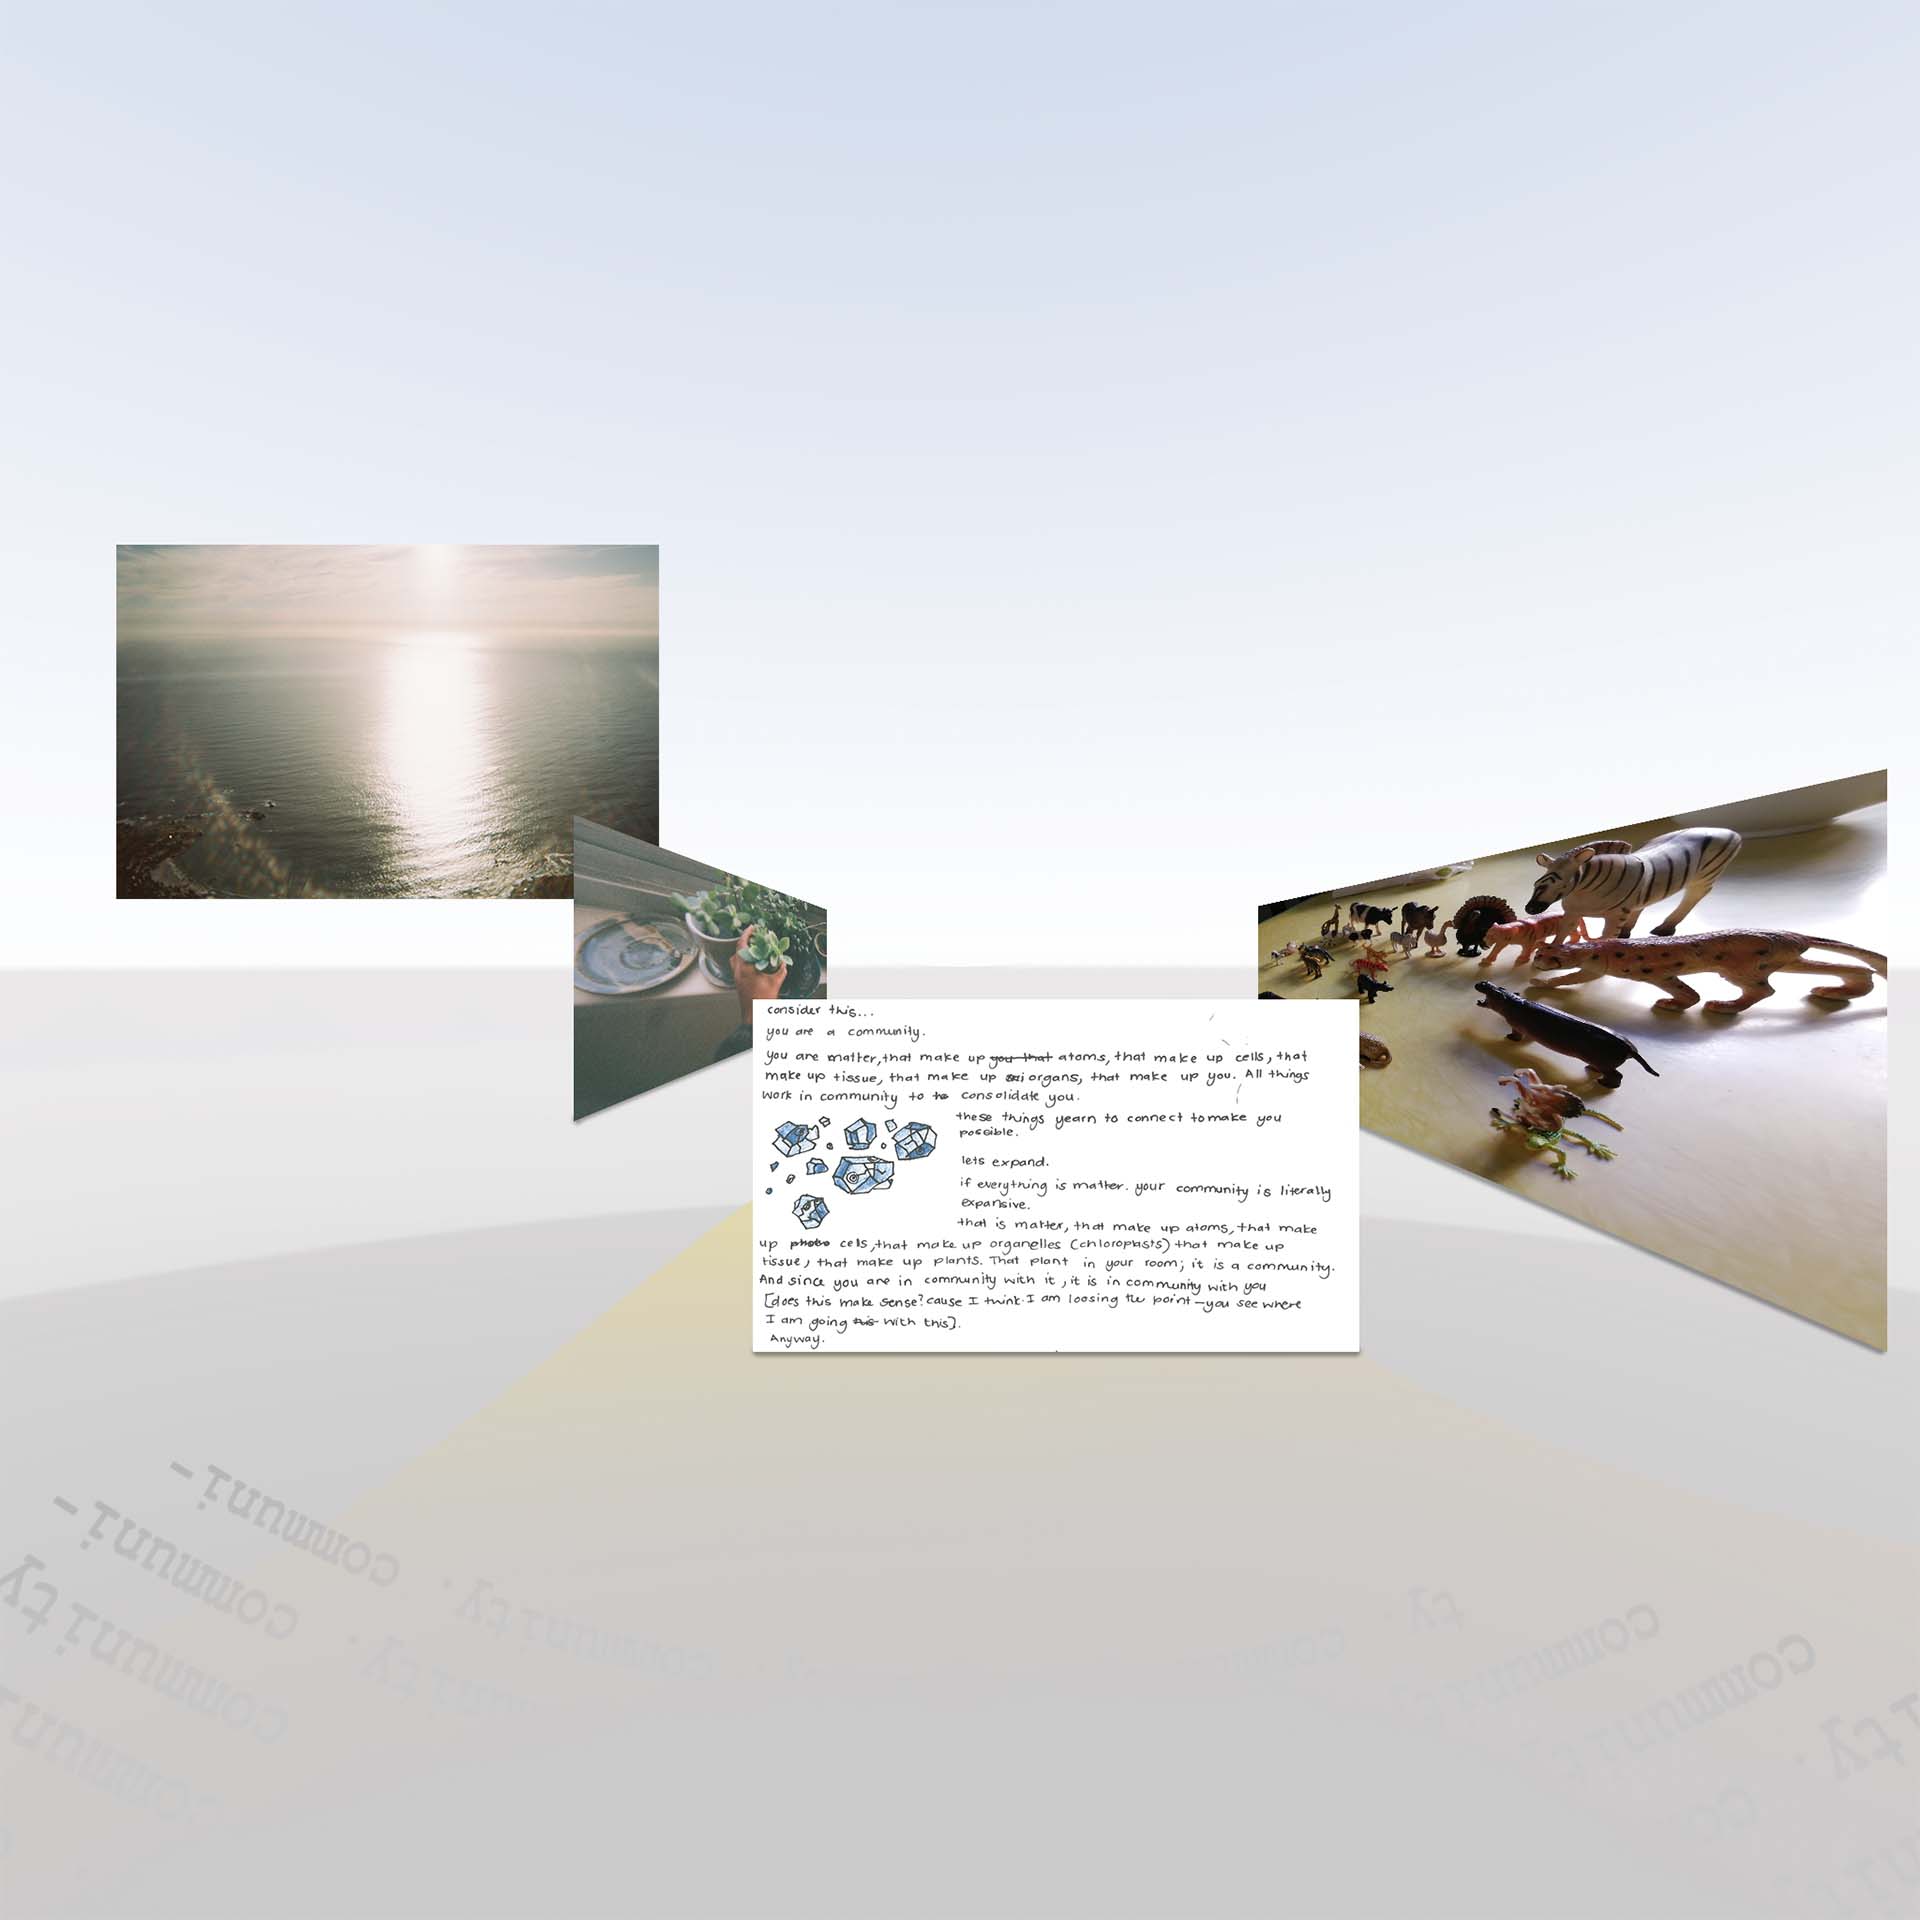 consider this...
you are a community.
you are matter, that make up you that atoms, that make up cells, that
make up tissue, that make up organs, that make up you. All things
work in community to consolidate you.
these things yearn to connect to make you
possible.
lets expand.
if everything is matter. your community is literally
expansive.
that is matter, that make up atoms, that make
up photo cells, that make up organelles (chloroplasts) that make up
tissue, that make up plants. That plant in your room; it is a community.
And since you are in community with it, it is in community with you
[does this make sense? cause I think I am loosing the point—you see where
I am going this with this].
Anyway.
communi-
communi-
ty · communi
ty · communi
communi
ty · communi
communi
ty